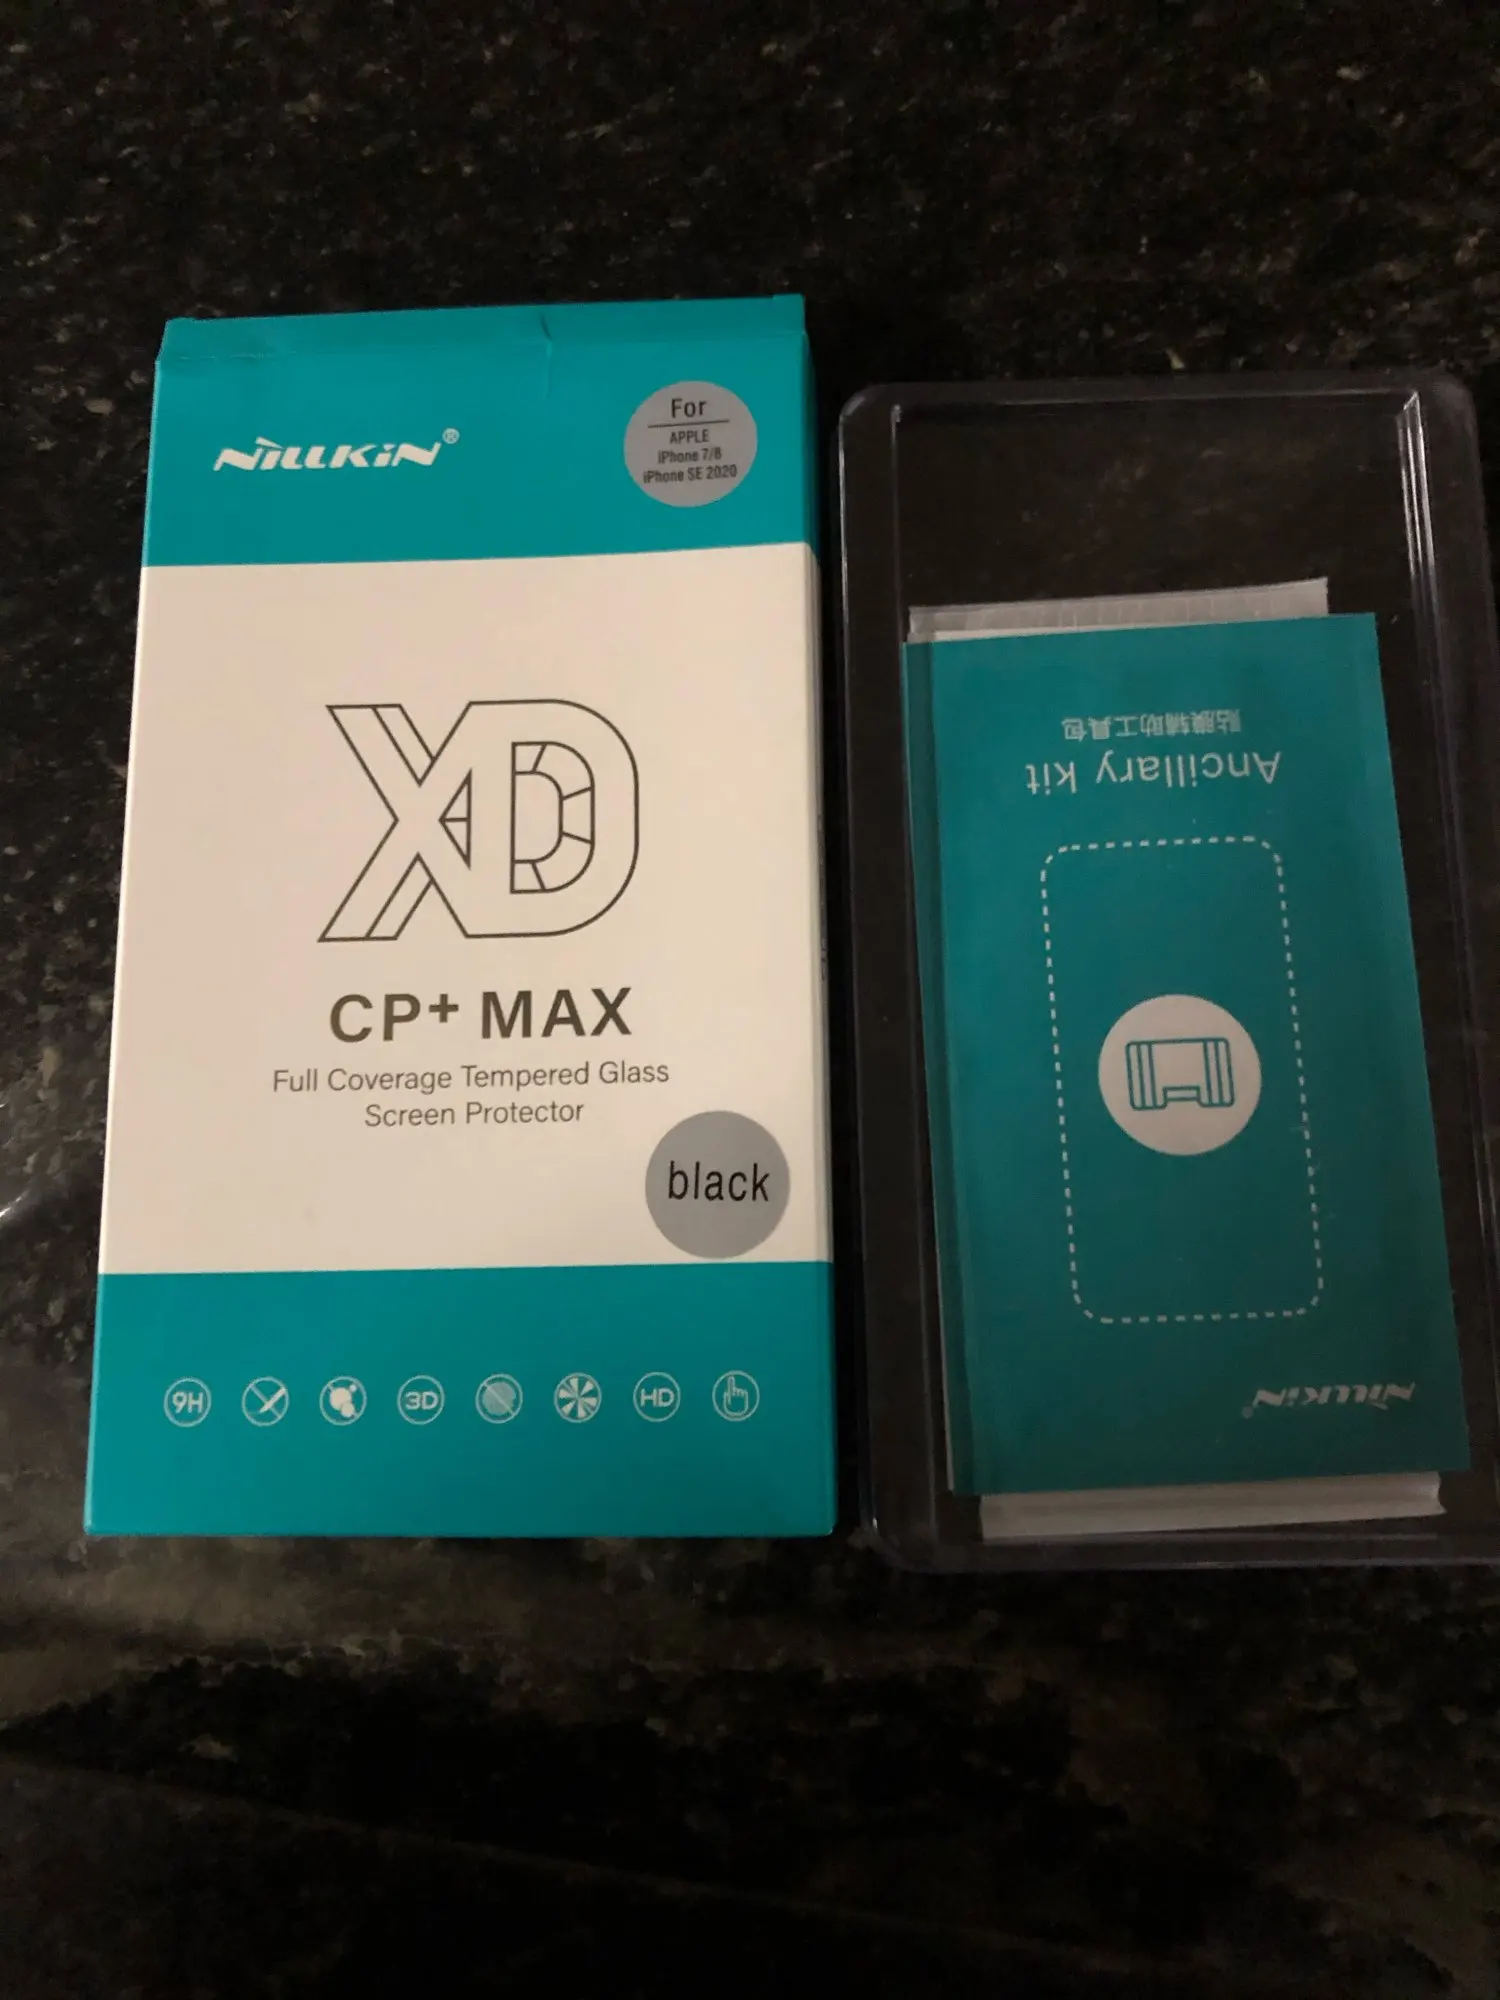 NILLKIN®
For
APPLE
iPhone 7/8
iPhone SE 2020
XD
CP+ MAX
Full Coverage Tempered Glass
Screen Protector
black
9H
3D
HD
贴膜辅助工具包
Ancillary kit
NILLKIN®